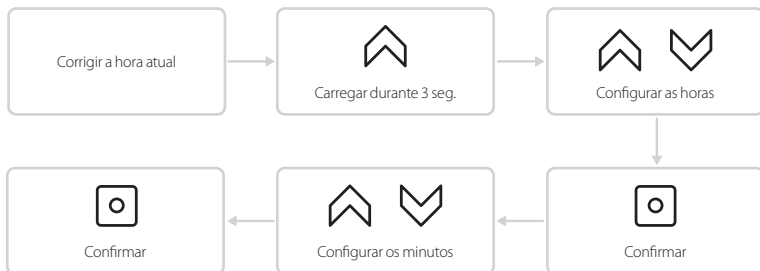 Corrigir a hora atual
Carregar durante 3 seg.
Configurar as horas
Confirmar
Configurar os minutos
Confirmar